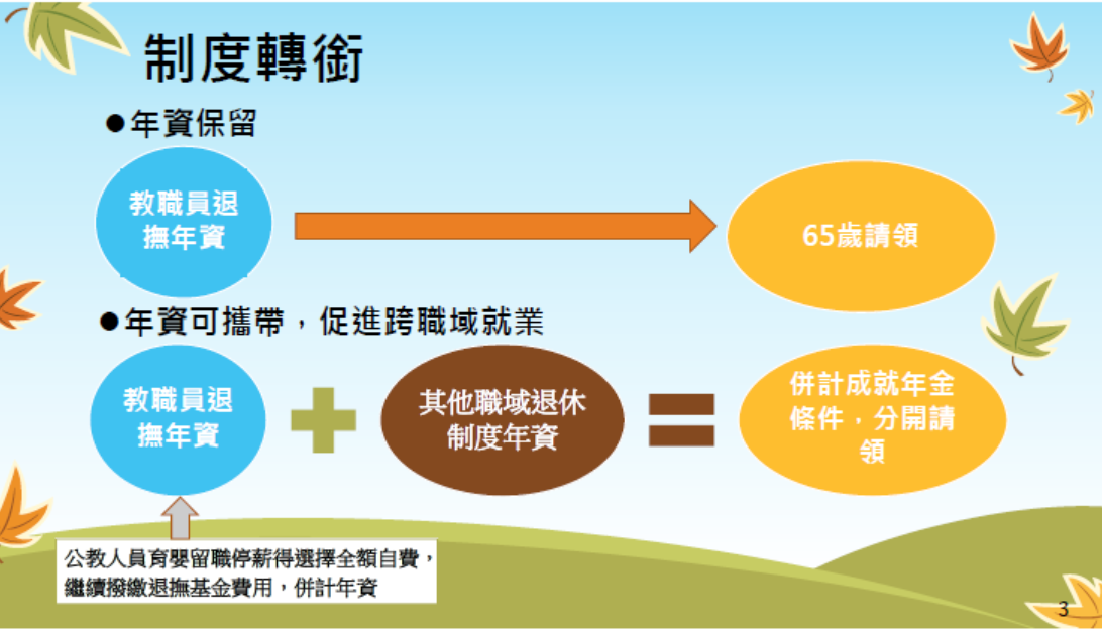 制度轉銜
●年資保留
教職員退
撫年資
65歲請領
●年資可攜帶，促進跨職域就業
教職員退
撫年資
其他職域退休
制度年資
併計成就年金
條件，分開請
領
公教人員育嬰留職停薪得選擇全額自費，
繼續撥繳退撫基金費用，併計年資
3